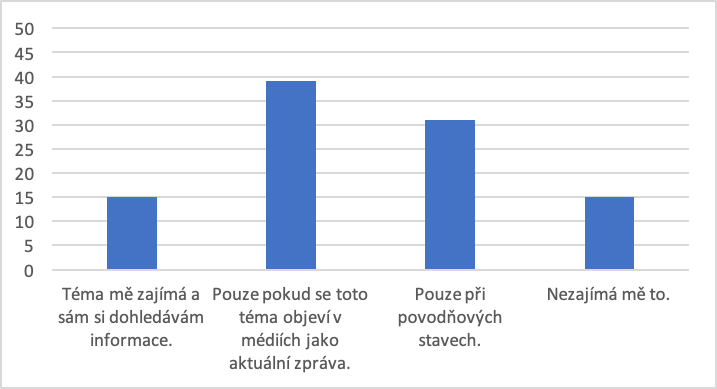 50
45
40
35
30
25
20
15
10
5
0
Téma mě zajímá a
sám si dohledávám
informace.
Pouze pokud se toto
téma objeví v
médiích jako
aktuální zpráva.
Pouze při
povodňových
stavech.
Nezajímá mě to.